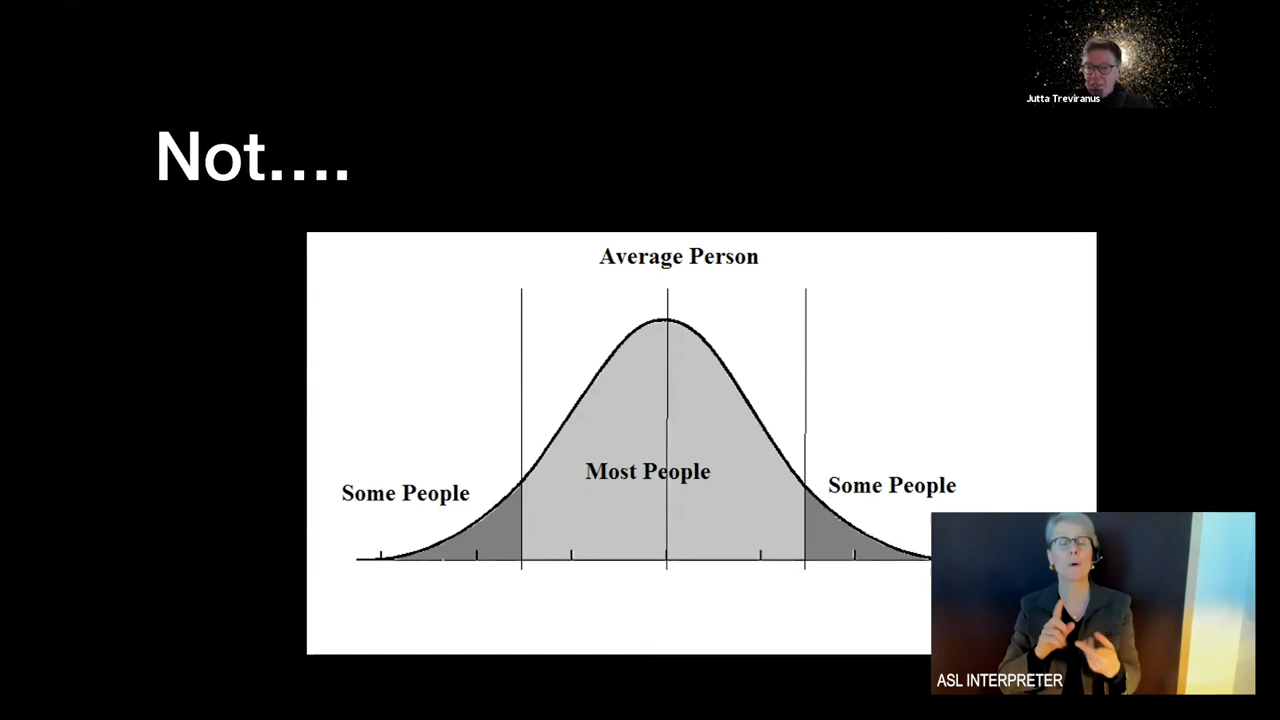 Jutta Treviranus
Not....
Average Person
Most People
Some People
Some People
ASL INTERPRETER